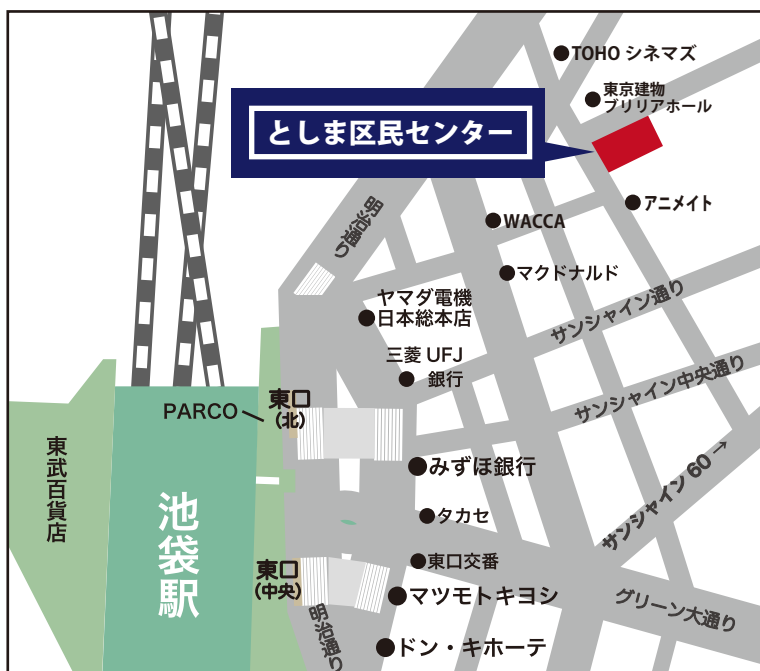 TOHO シネマズ
東京建物
ブリリアホール
としま区民センター
アニメイト
明治通り
WACCA
マクドナルド
ヤマダ電機
日本総本店
サンシャイン通り
三菱 UFJ
銀行
サンシャイン中央通り
PARCO
東口
(北)
東武百貨店
みずほ銀行
サンシャイン 60 →
池袋駅
タカセ
東口交番
東口
(中央)
マツモトキヨシ
グリーン大通り
明治通り
ドン・キホーテ